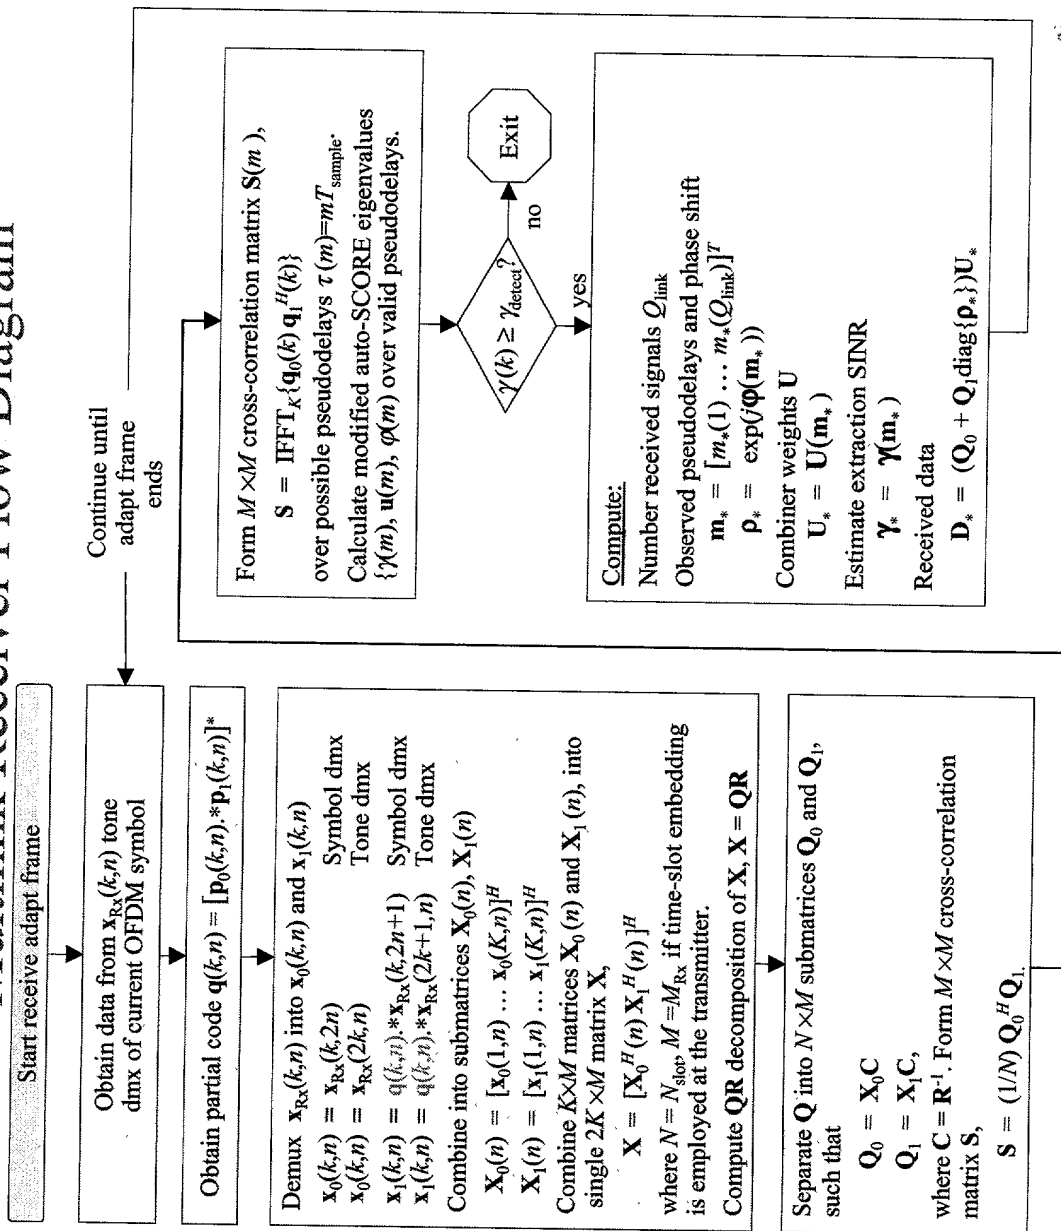 Receiver Flow Diagram
Start receive adapt frame
Obtain data from x_Rx(k,n) tone
dmx of current OFDM symbol
Continue until
adapt frame
ends
Obtain partial code q(k,n) = [p_0(k,n).*p_1(k,n)]*
Demux x_Rx(k,n) into x_0(k,n) and x_1(k,n)
x_0(k,n) = x_Rx(k,2n) Symbol dmx
x_0(k,n) = x_Rx(2k,n) Tone dmx
x_1(k,n) = q(k,n).*x_Rx(k,2n+1) Symbol dmx
x_1(k,n) = q(k,n).*x_Rx(2k+1,n) Tone dmx
Combine into submatrices X_0(n), X_1(n)
X_0(n) = [x_0(1,n) … x_0(K,n)]^H
X_1(n) = [x_1(1,n) … x_1(K,n)]^H
Combine K×M matrices X_0(n) and X_1(n), into
single 2K×M matrix X,
X = [X_0^H(n) X_1^H(n)]^H
where N = N_slot, M = M_Rx if time-slot embedding
is employed at the transmitter.
Compute QR decomposition of X, X = QR
Separate Q into N×M submatrices Q_0 and Q_1,
such that
Q_0 = X_0C
Q_1 = X_1C,
where C = R^-1. Form M×M cross-correlation
matrix S,
S = (1/N) Q_0^H Q_1.
Form M×M cross-correlation matrix S(m),
S = IFFT_K{q_0(k) q_1^H(k)}
over possible pseudodelays τ(m)=mT_sample.
Calculate modified auto-SCORE eigenvalues
{γ(m), u(m), φ(m) over valid pseudodelays.
γ(k) ≥ γ_detect?
no
Exit
yes
Compute:
Number received signals Q_link
Observed pseudodelays and phase shift
m_* = [m_*(1) … m_*(Q_link)]^T
ρ_* = exp(jφ(m_*))
Combiner weights U
U_* = U(m_*)
Estimate extraction SINR
γ_* = γ(m_*)
Received data
D_* = (Q_0 + Q_1diag{ρ_*})U_*